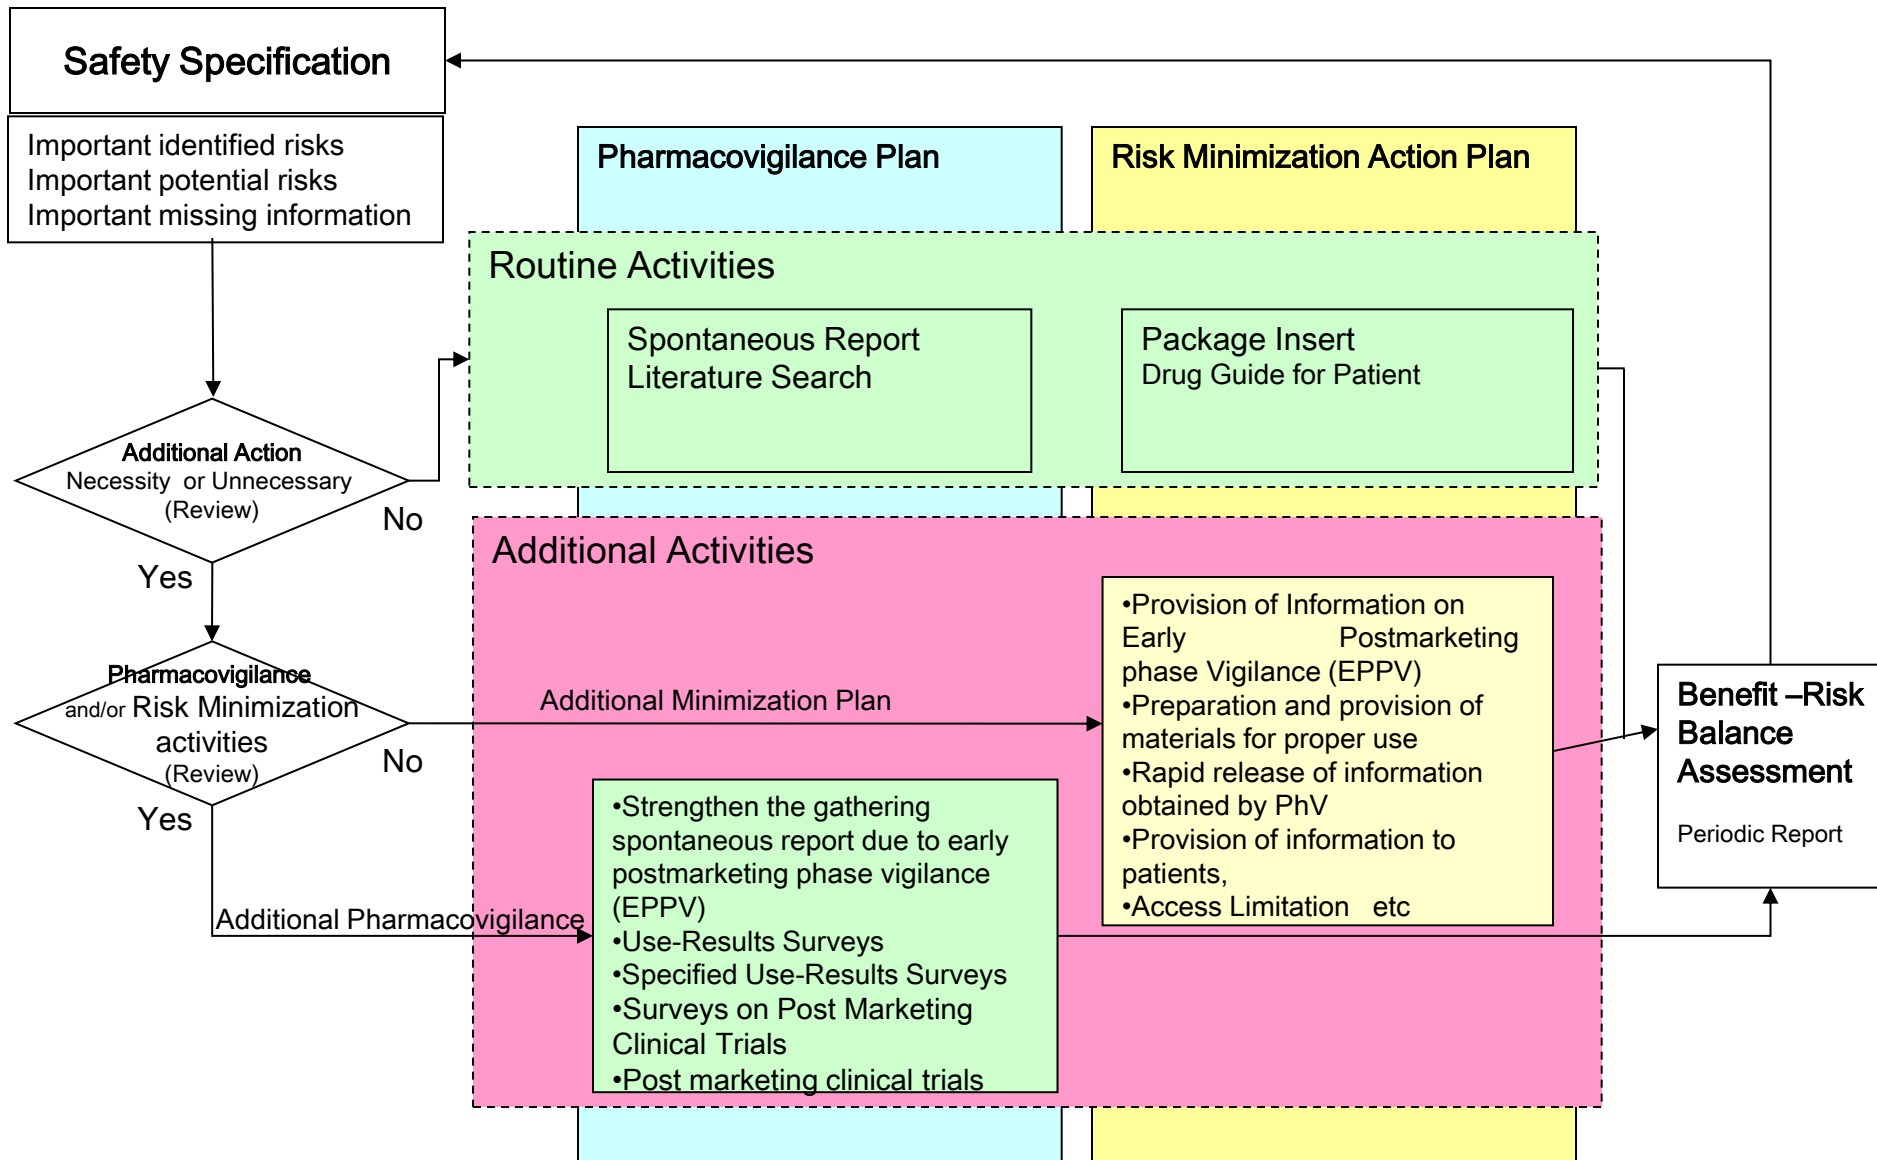 Safety Specification
Important identified risks
Important potential risks
Important missing information
Pharmacovigilance Plan
Risk Minimization Action Plan
Routine Activities
Spontaneous Report
Literature Search
Package Insert
Drug Guide for Patient
Additional Action
Necessity or Unnecessary
(Review)
No
Yes
Additional Activities
Pharmacovigilance
and/or Risk Minimization
activities
(Review)
No
Yes
Additional Minimization Plan
•Provision of Information on
Early Postmarketing
phase Vigilance (EPPV)
•Preparation and provision of
materials for proper use
•Rapid release of information
obtained by PhV
•Provision of information to
patients,
•Access Limitation etc
Additional Pharmacovigilance
•Strengthen the gathering
spontaneous report due to early
postmarketing phase vigilance
(EPPV)
•Use-Results Surveys
•Specified Use-Results Surveys
•Surveys on Post Marketing
Clinical Trials
•Post marketing clinical trials
Benefit –Risk
Balance
Assessment
Periodic Report